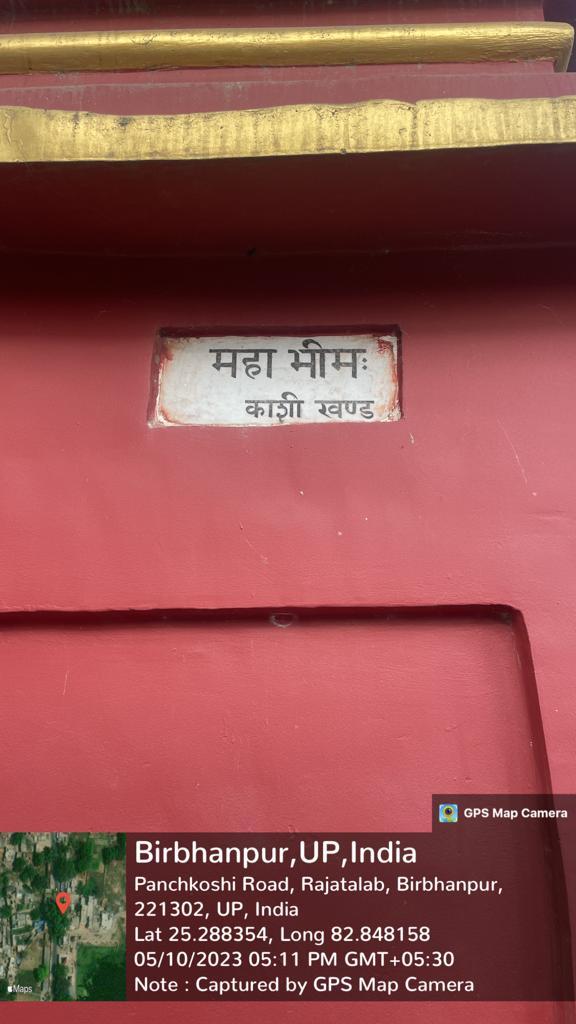 महा भीमः
काशी खण्ड
GPS Map Camera
Birbhanpur,UP,India
Panchkoshi Road, Rajatalab, Birbhanpur,
221302, UP, India
Lat 25.288354, Long 82.848158
05/10/2023 05:11 PM GMT+05:30
Note : Captured by GPS Map Camera
Maps